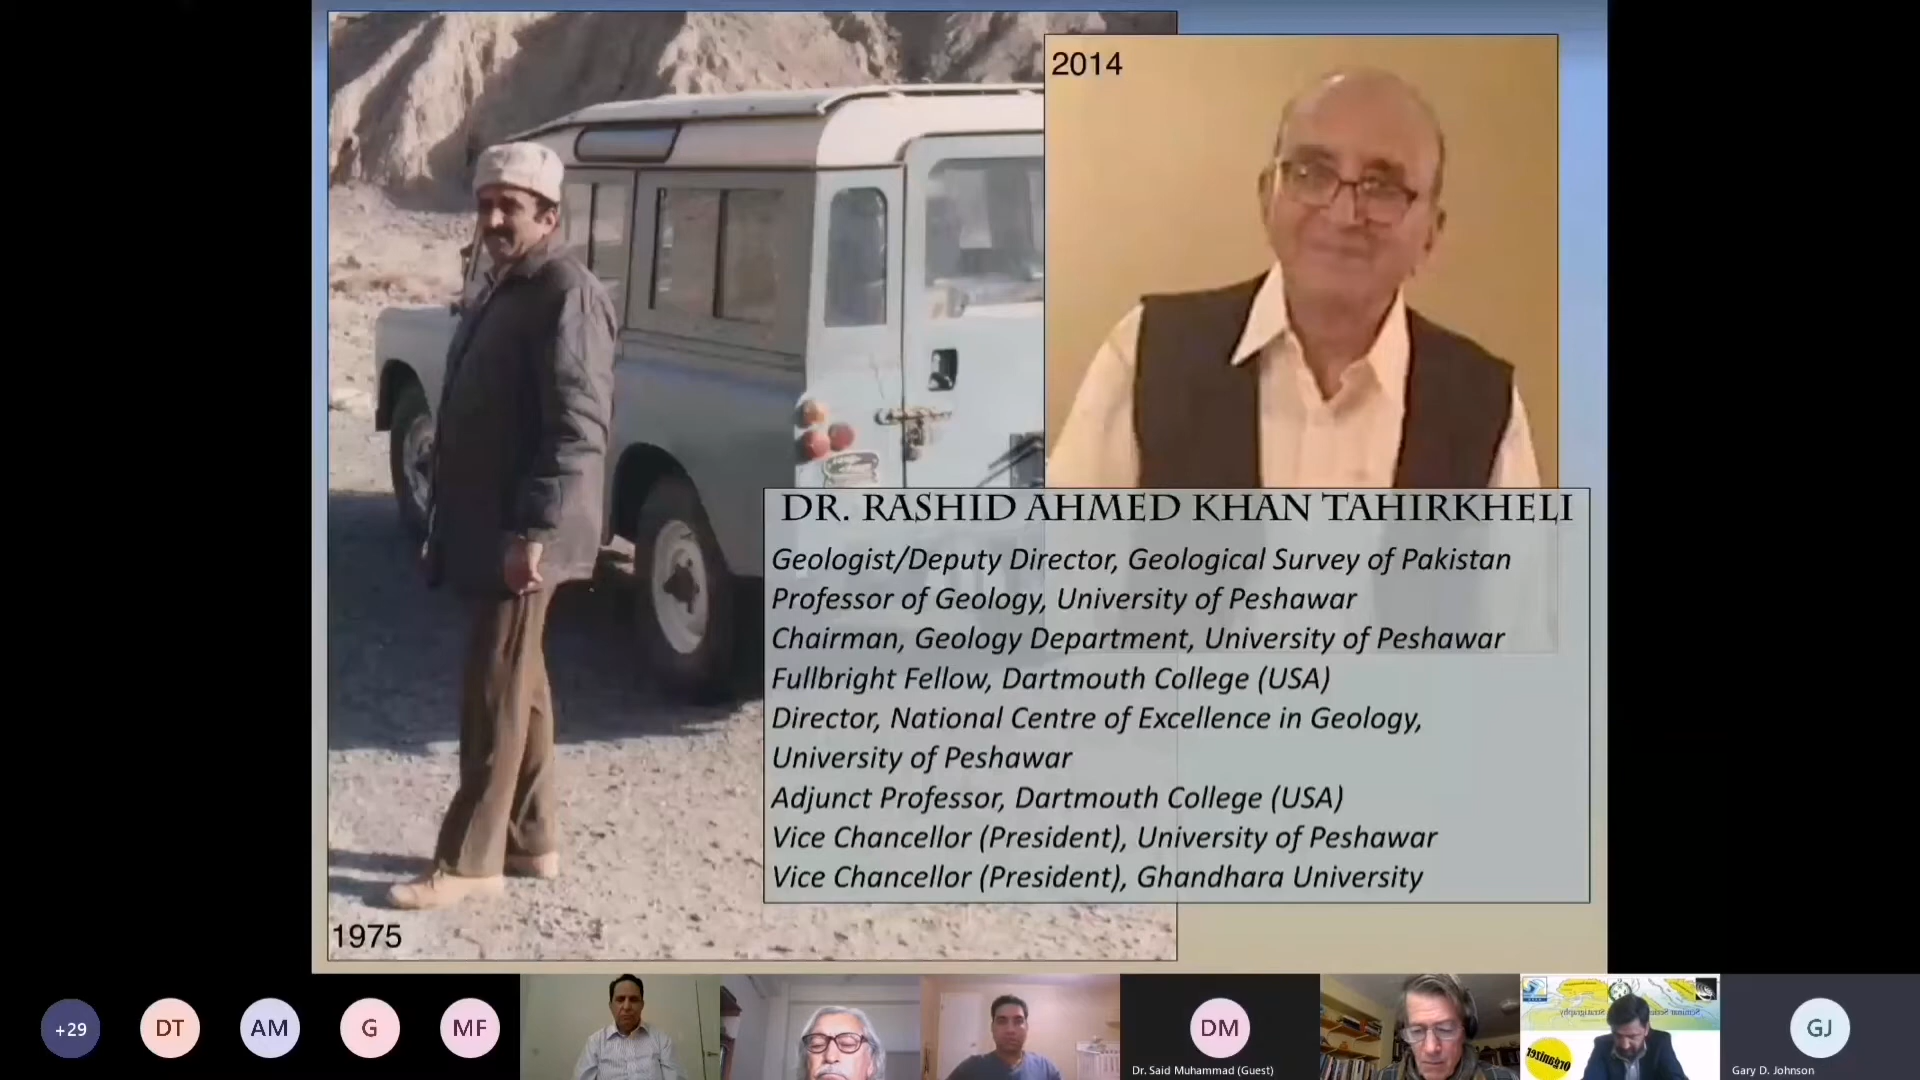 2014
DR. RASHID AHMED KHAN TAHIRKHELI
Geologist/Deputy Director, Geological Survey of Pakistan
Professor of Geology, University of Peshawar
Chairman, Geology Department, University of Peshawar
Fullbright Fellow, Dartmouth College (USA)
Director, National Centre of Excellence in Geology,
University of Peshawar
Adjunct Professor, Dartmouth College (USA)
Vice Chancellor (President), University of Peshawar
Vice Chancellor (President), Ghandhara University
1975
+29
DT
AM
G
MF
DM
Dr. Said Muhammad (Guest)
organizer
GJ
Gary D. Johnson